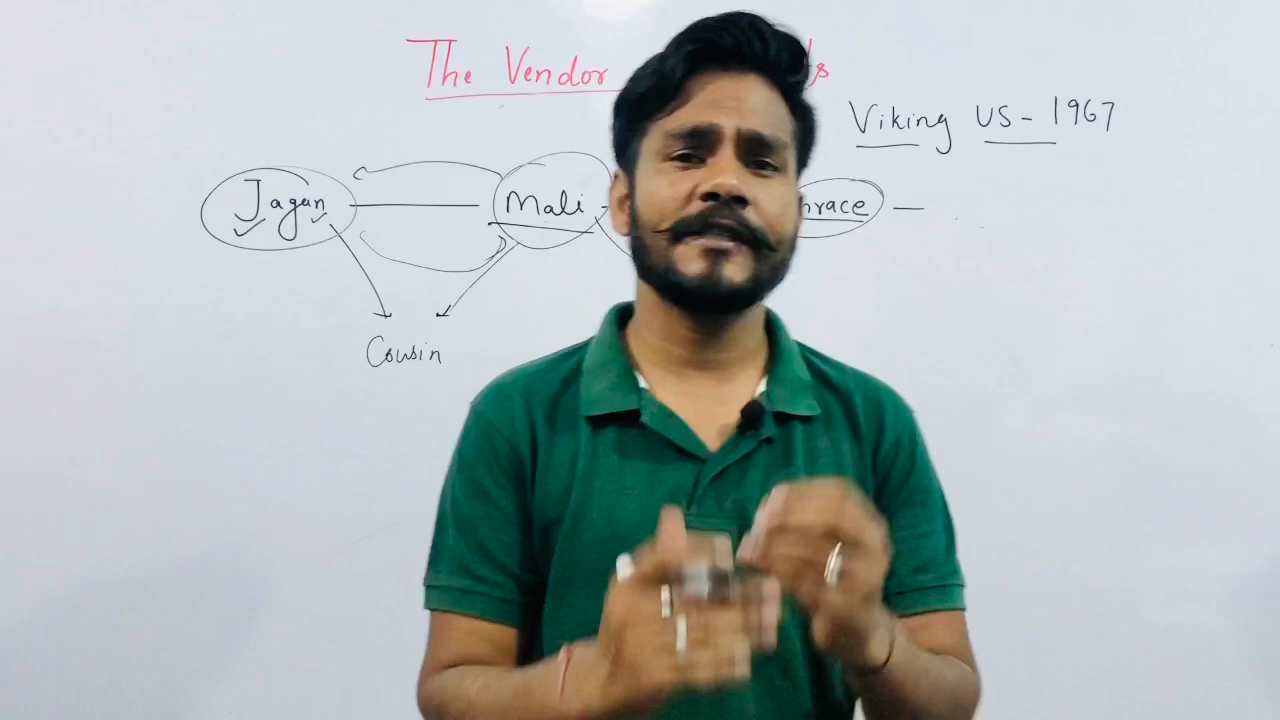 The Vendor
Viking US - 1967
Jagan
Mali
Cousin